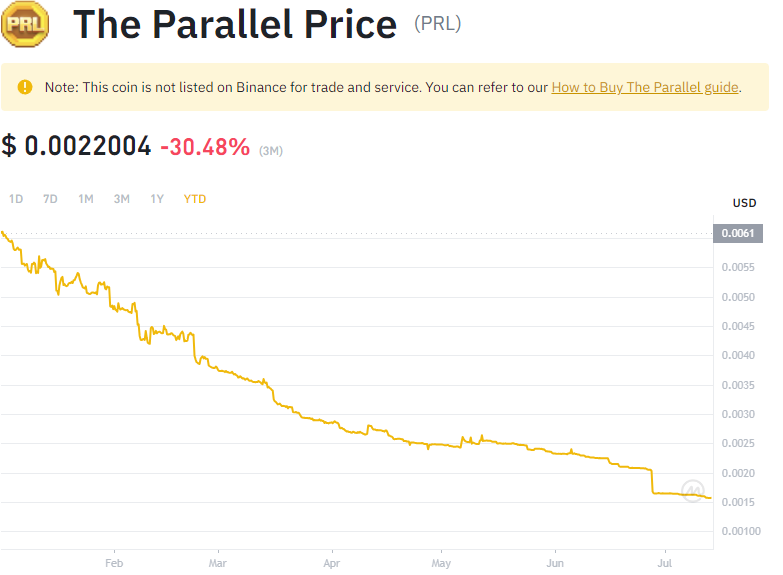 PRL
The Parallel Price (PRL)
Note: This coin is not listed on Binance for trade and service. You can refer to our How to Buy The Parallel guide.
$ 0.0022004 -30.48% (3M)
1D 7D 1M 3M 1Y YTD
USD
0.0061
0.0055
0.0050
0.0045
0.0040
0.0035
0.0030
0.0025
0.0020
0.0015
0.00100
Feb Mar Apr May Jun Jul